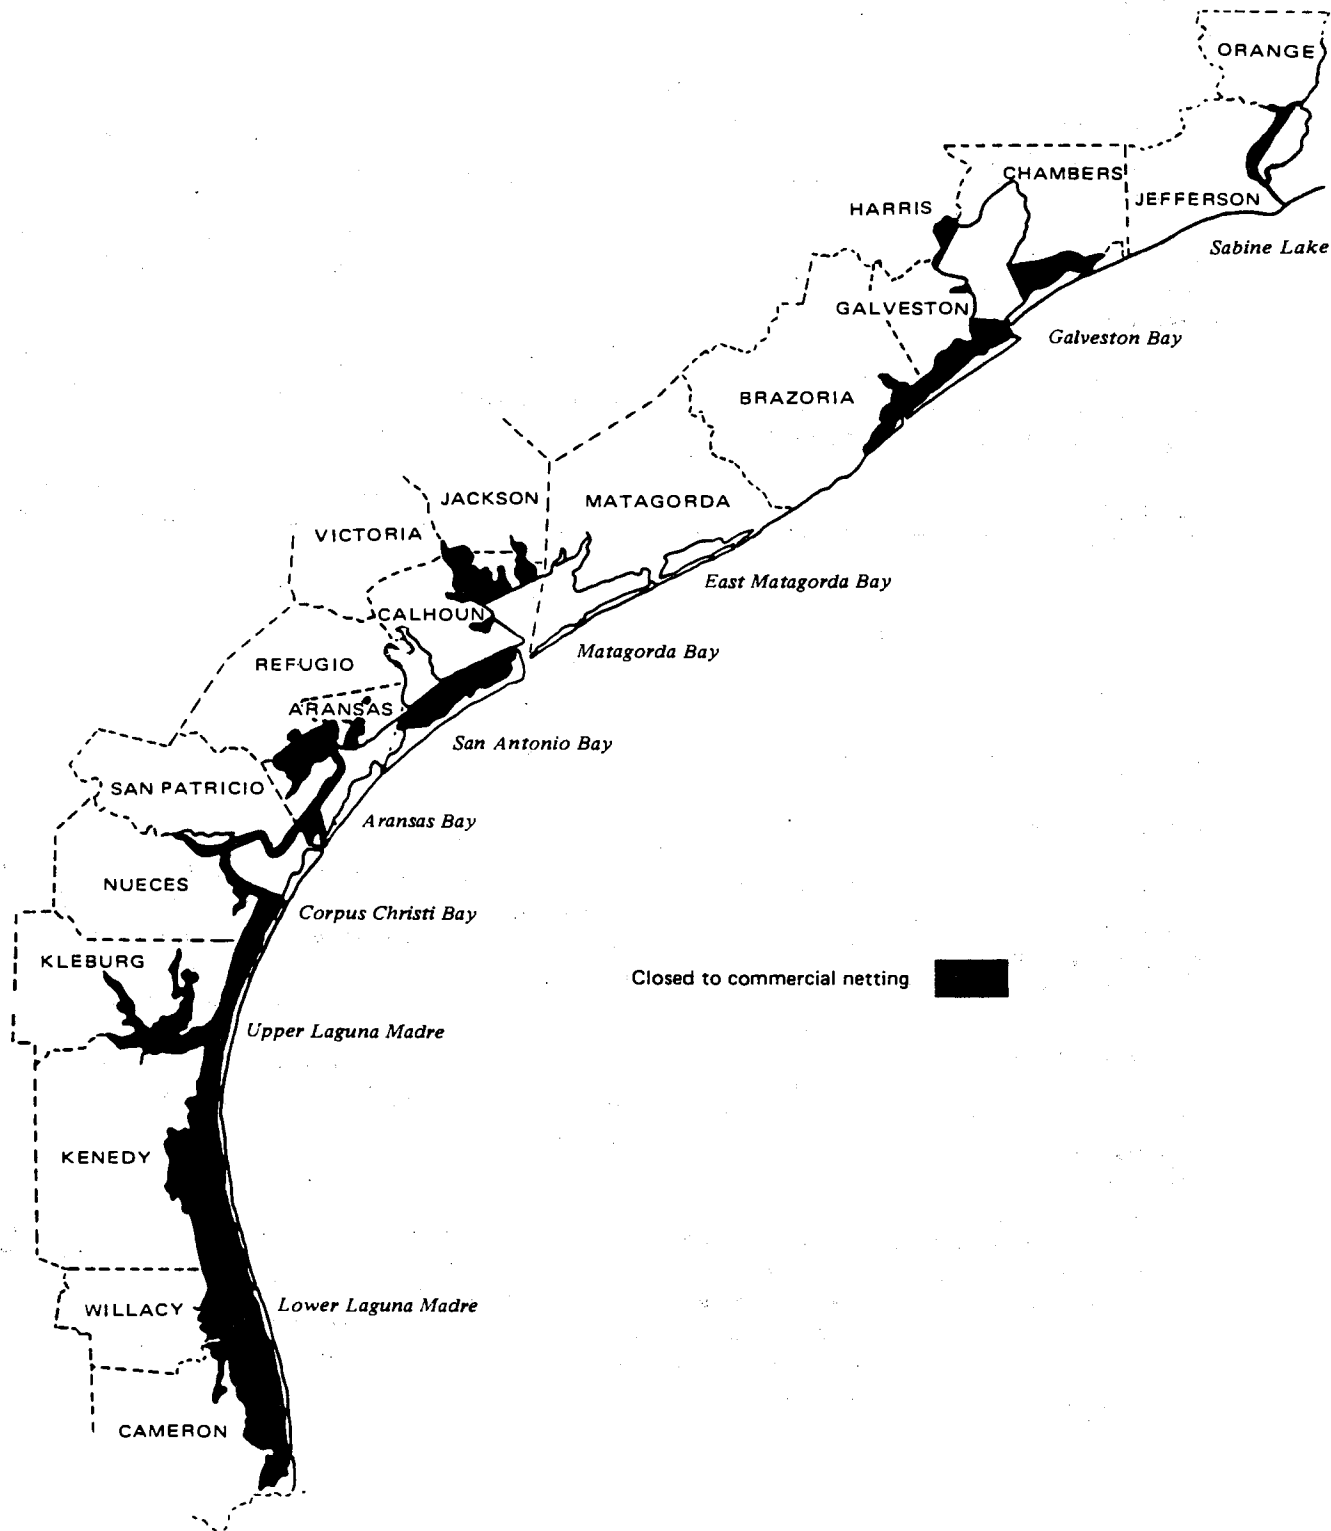 ORANGE
CHAMBERS
JEFFERSON
HARRIS
Sabine Lake
GALVESTON
Galveston Bay
BRAZORIA
JACKSON
MATAGORDA
VICTORIA
East Matagorda Bay
CALHOUN
Matagorda Bay
REFUGIO
ARANSAS
San Antonio Bay
SAN PATRICIO
Aransas Bay
NUECES
Corpus Christi Bay
KLEBURG
Closed to commercial netting
Upper Laguna Madre
KENEDY
Lower Laguna Madre
WILLACY
CAMERON